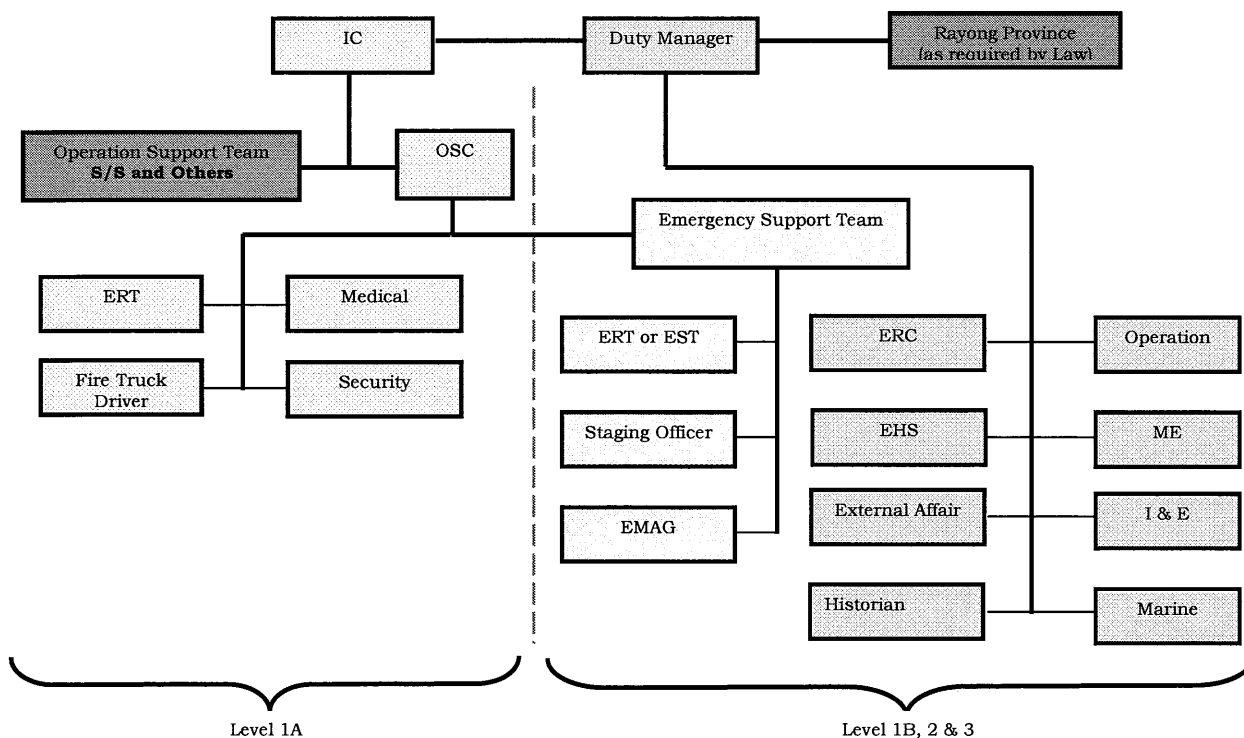 IC
Duty Manager
Rayong Province
(as required by Law)
Operation Support Team
S/S and Others
OSC
Emergency Support Team
ERT
Medical
Fire Truck
Driver
Security
ERT or EST
Staging Officer
EMAG
ERC
Operation
EHS
ME
External Affair
I & E
Historian
Marine
Level 1A
Level 1B, 2 & 3